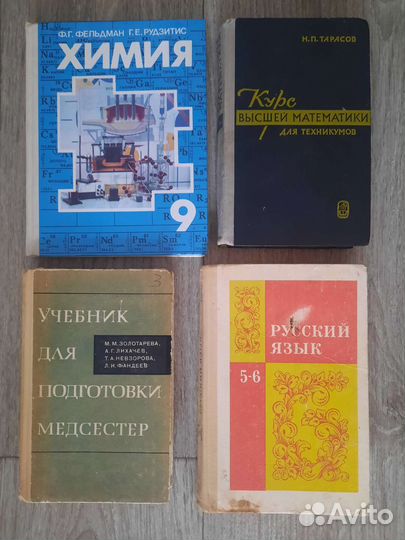 Ф.Г. ФЕЛЬДМАН Г.Е. РУДЗИТИС
ХИМИЯ
9
Н.П. ТАРАСОВ
Курс
ВЫСШЕЙ МАТЕМАТИКИ
ДЛЯ ТЕХНИКУМОВ
3
УЧЕБНИК
ДЛЯ
ПОДГОТОВКИ
МЕДСЕСТЕР
М. М. ЗОЛОТАРЕВА,
А. Г. ЛИХАЧЕВ,
Т. А. НЕВЗОРОВА,
Л. И. ФАНДЕЕВ
РУССКИЙ
ЯЗЫК
5-6
Avito